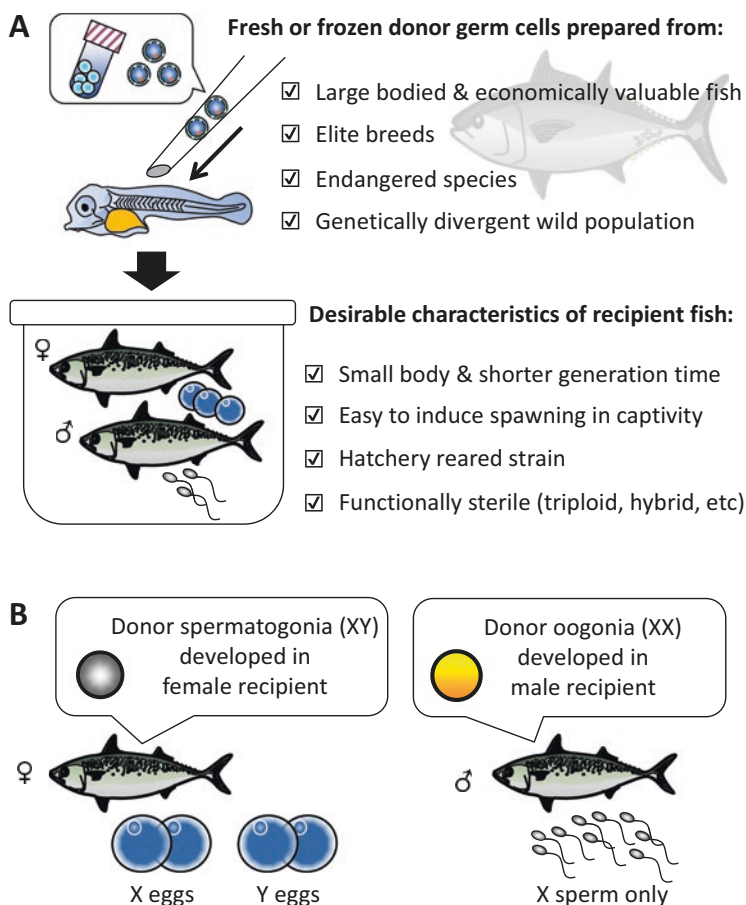 A
Fresh or frozen donor germ cells prepared from:
☑ Large bodied & economically valuable fish
☑ Elite breeds
☑ Endangered species
☑ Genetically divergent wild population
Desirable characteristics of recipient fish:
♀
♂
☑ Small body & shorter generation time
☑ Easy to induce spawning in captivity
☑ Hatchery reared strain
☑ Functionally sterile (triploid, hybrid, etc)
B
Donor spermatogonia (XY)
developed in
female recipient
♀
X eggs
Y eggs
Donor oogonia (XX)
developed in
male recipient
♂
X sperm only